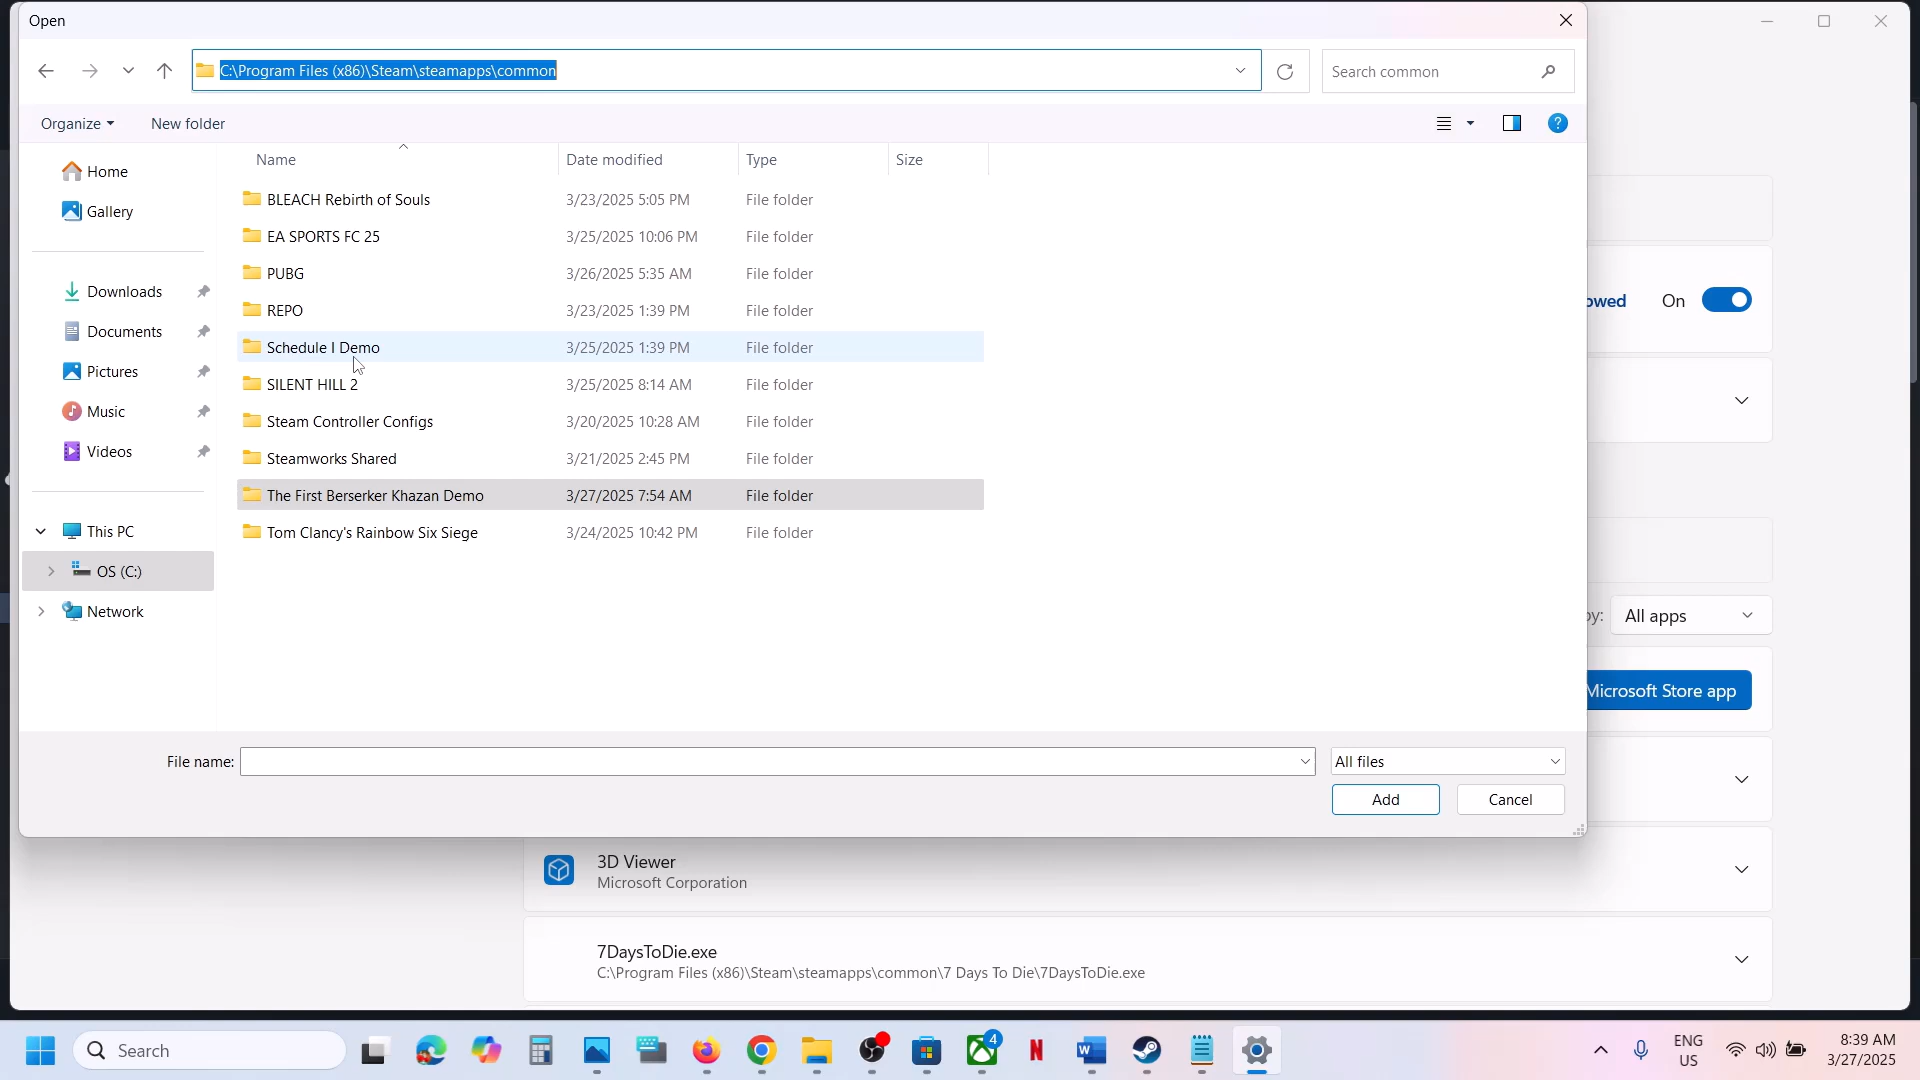 Open
C:\Program Files (x86)\Steam\steamapps\common
Search common
Organize
New folder
Name
Date modified
Type
Size
Home
Gallery
Downloads
Documents
Pictures
Music
Videos
This PC
OS (C:)
Network
BLEACH Rebirth of Souls 3/23/2025 5:05 PM File folder
EA SPORTS FC 25 3/25/2025 10:06 PM File folder
PUBG 3/26/2025 5:35 AM File folder
REPO 3/23/2025 1:39 PM File folder
Schedule I Demo 3/25/2025 1:39 PM File folder
SILENT HILL 2 3/25/2025 8:14 AM File folder
Steam Controller Configs 3/20/2025 10:28 AM File folder
Steamworks Shared 3/21/2025 2:45 PM File folder
The First Berserker Khazan Demo 3/27/2025 7:54 AM File folder
Tom Clancy's Rainbow Six Siege 3/24/2025 10:42 PM File folder
File name:
All files
Add
Cancel
On
All apps
Microsoft Store app
3D Viewer
Microsoft Corporation
7DaysToDie.exe
C:\Program Files (x86)\Steam\steamapps\common\7 Days To Die\7DaysToDie.exe
Search
4
ENG
US
8:39 AM
3/27/2025